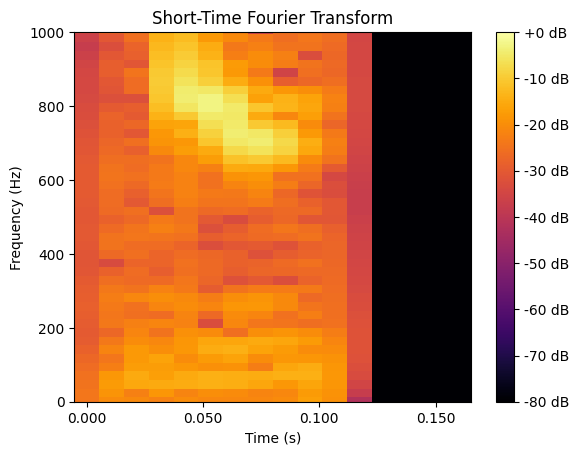 Short-Time Fourier Transform
1000
800
600
400
200
0
Frequency (Hz)
0.000
0.050
0.100
0.150
Time (s)
+0 dB
-10 dB
-20 dB
-30 dB
-40 dB
-50 dB
-60 dB
-70 dB
-80 dB